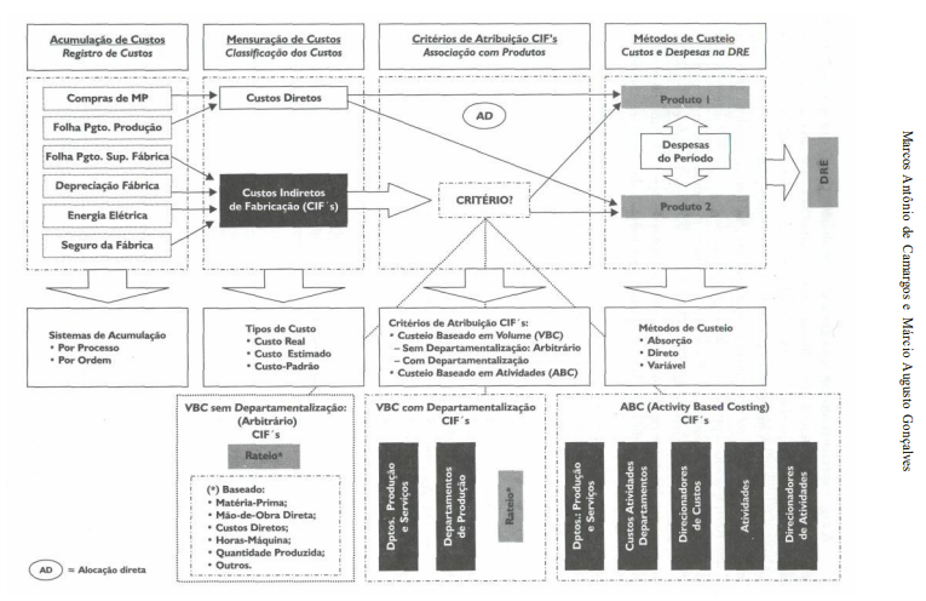 Acumulação de Custos
Registro de Custos
Mensuração de Custos
Classificação dos Custos
Critérios de Atribuição CIF's
Associação com Produtos
Métodos de Custeio
Custos e Despesas na DRE
Compras de MP
Folha Pgto. Produção
Folha Pgto. Sup. Fábrica
Depreciação Fábrica
Energia Elétrica
Seguro da Fábrica
Custos Diretos
Custos Indiretos
de Fabricação (CIF´s)
AD
CRITÉRIO?
Produto 1
Despesas
do Período
Produto 2
DRE
Sistemas de Acumulação
• Por Processo
• Por Ordem
Tipos de Custo
• Custo Real
• Custo Estimado
• Custo-Padrão
Critérios de Atribuição CIF´s:
• Custeio Baseado em Volume (VBC)
– Sem Departamentalização: Arbitrário
– Com Departamentalização
• Custeio Baseado em Atividades (ABC)
Métodos de Custeio
• Absorção
• Direto
• Variável
VBC sem Departamentalização:
(Arbitrário)
CIF´s
Rateio*
(*) Baseado:
• Matéria-Prima;
• Mão-de-Obra Direta;
• Custos Diretos;
• Horas-Máquina;
• Quantidade Produzida;
• Outros.
VBC com Departamentalização
CIF´s
Dptos. Produção
e Serviços
Departamentos
de Produção
Rateio*
ABC (Activity Based Costing)
CIF´s
Dptos.: Produção
e Serviços
Custos Atividades
Departamentos
Direcionadores
de Custos
Atividades
Direcionadores
de Atividades
AD = Alocação direta
Marcos Antônio de Camargos e Márcio Augusto Gonçalves